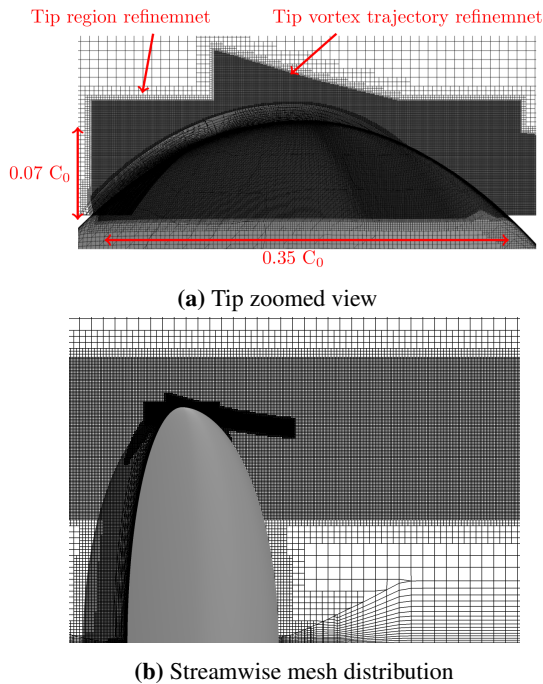 Tip region refinemnet
Tip vortex trajectory refinemnet
0.07 C₀
0.35 C₀
(a) Tip zoomed view
(b) Streamwise mesh distribution